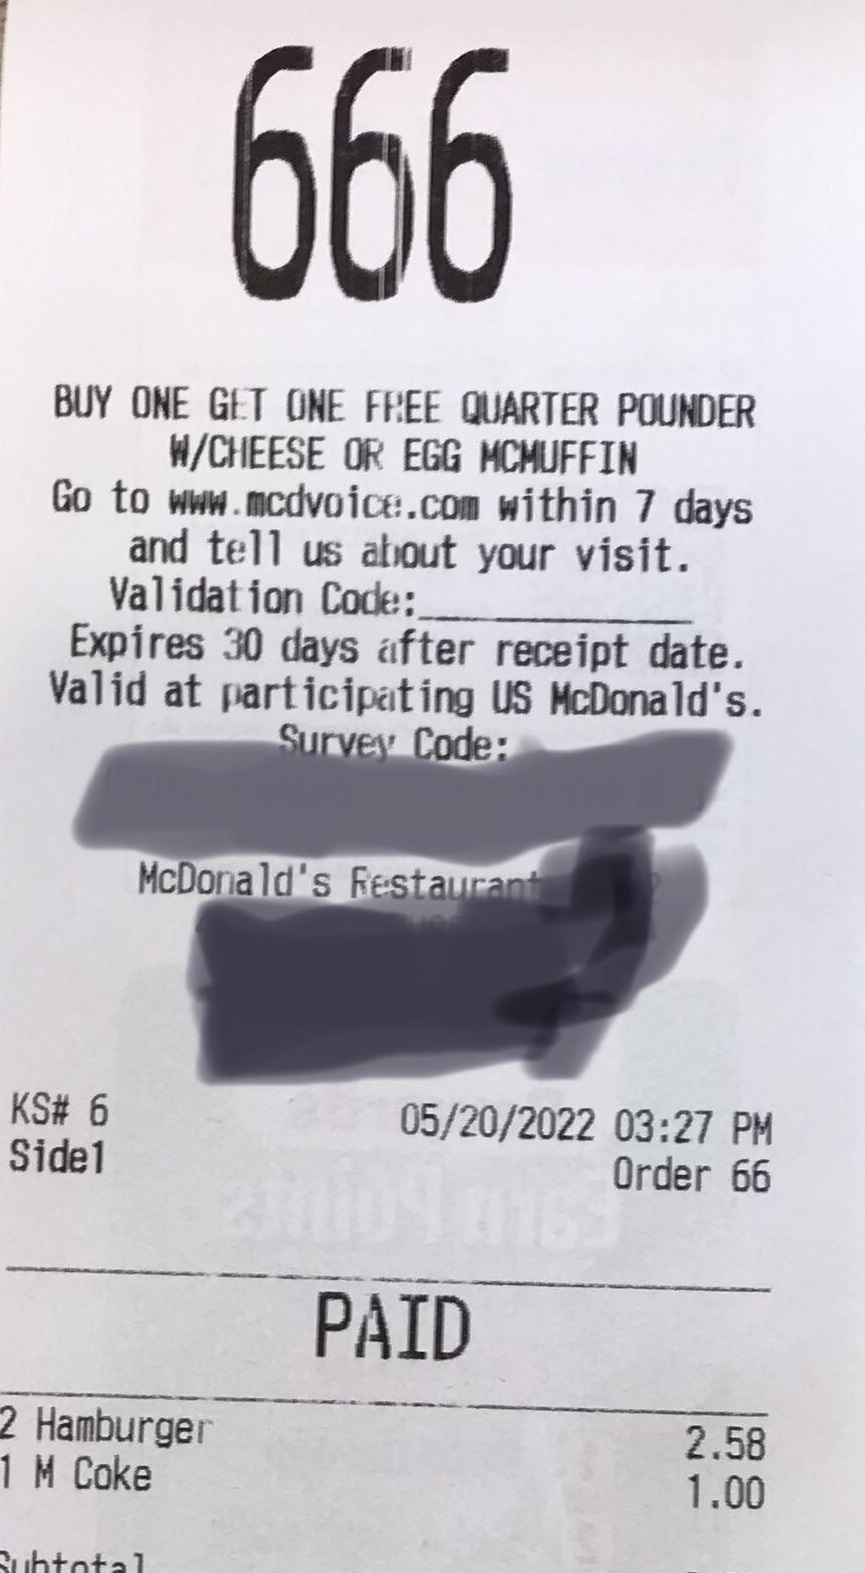 666
BUY ONE GET ONE FREE QUARTER POUNDER
W/CHEESE OR EGG MCMUFFIN
Go to www.mcdvoice.com within 7 days
and tell us about your visit.
Validation Code:______________
Expires 30 days after receipt date.
Valid at participating US McDonald's.
Survey Code:
McDonald's Restaurant
KS# 6 05/20/2022 03:27 PM
Side1 Order 66
Earn Points
PAID
2 Hamburger 2.58
1 M Coke 1.00
Subtotal